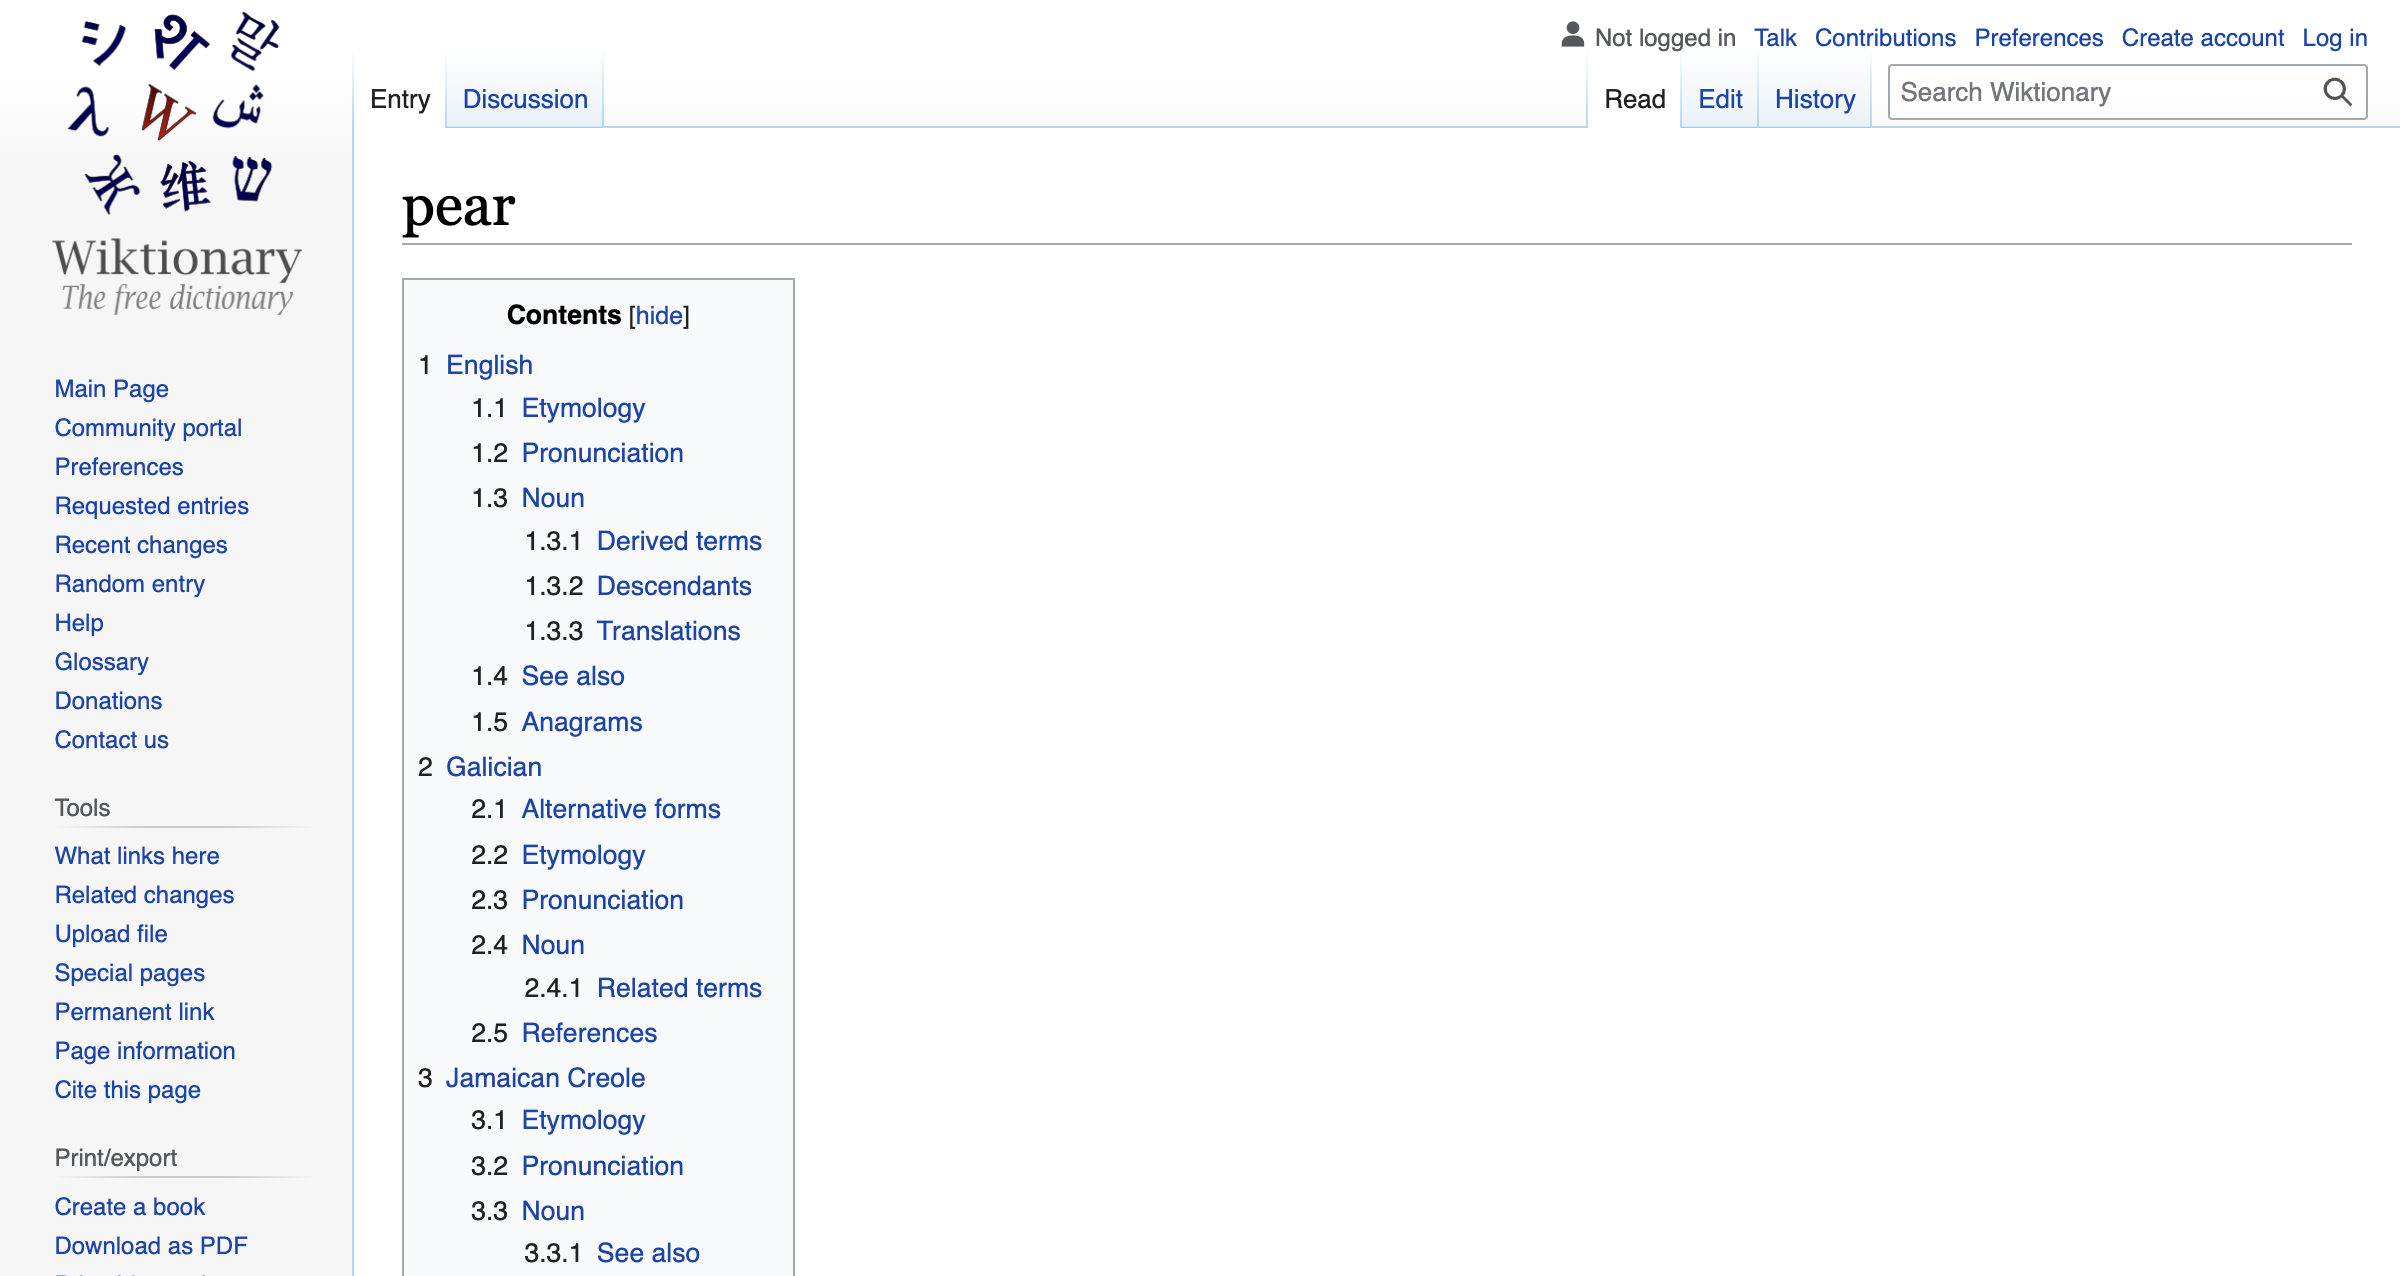 シ
말
λ
W
ش
维
ש
Wiktionary
The free dictionary
Main Page
Community portal
Preferences
Requested entries
Recent changes
Random entry
Help
Glossary
Donations
Contact us
Tools
What links here
Related changes
Upload file
Special pages
Permanent link
Page information
Cite this page
Print/export
Create a book
Download as PDF
Not logged in Talk Contributions Preferences Create account Log in
Entry Discussion Read Edit History Search Wiktionary
pear
Contents [hide]
1 English
1.1 Etymology
1.2 Pronunciation
1.3 Noun
1.3.1 Derived terms
1.3.2 Descendants
1.3.3 Translations
1.4 See also
1.5 Anagrams
2 Galician
2.1 Alternative forms
2.2 Etymology
2.3 Pronunciation
2.4 Noun
2.4.1 Related terms
2.5 References
3 Jamaican Creole
3.1 Etymology
3.2 Pronunciation
3.3 Noun
3.3.1 See also